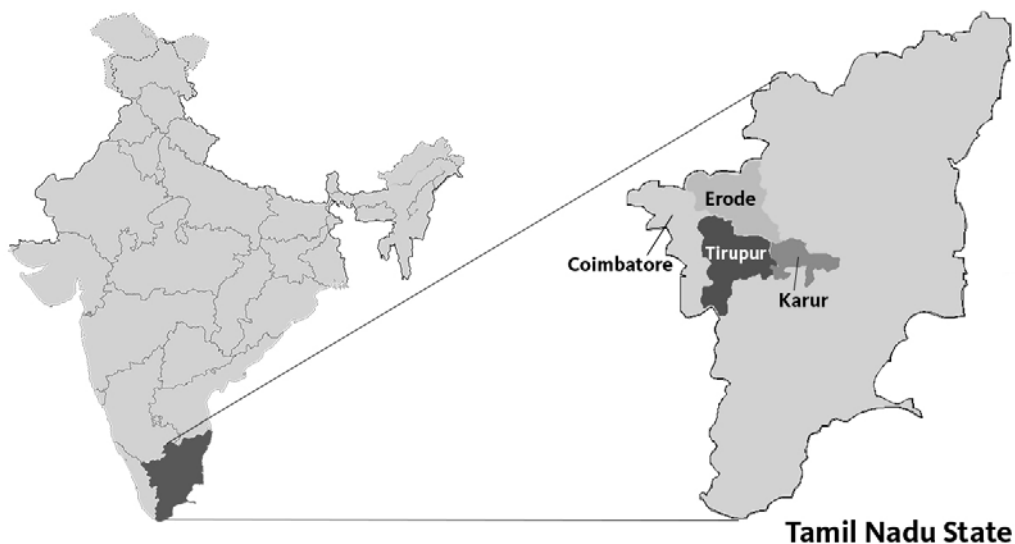 Erode
Tirupur
Coimbatore
Karur
Tamil Nadu State